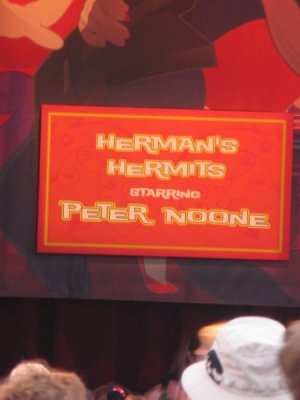 HERMAN'S
HERMITS
STARRING
PETER NOONE